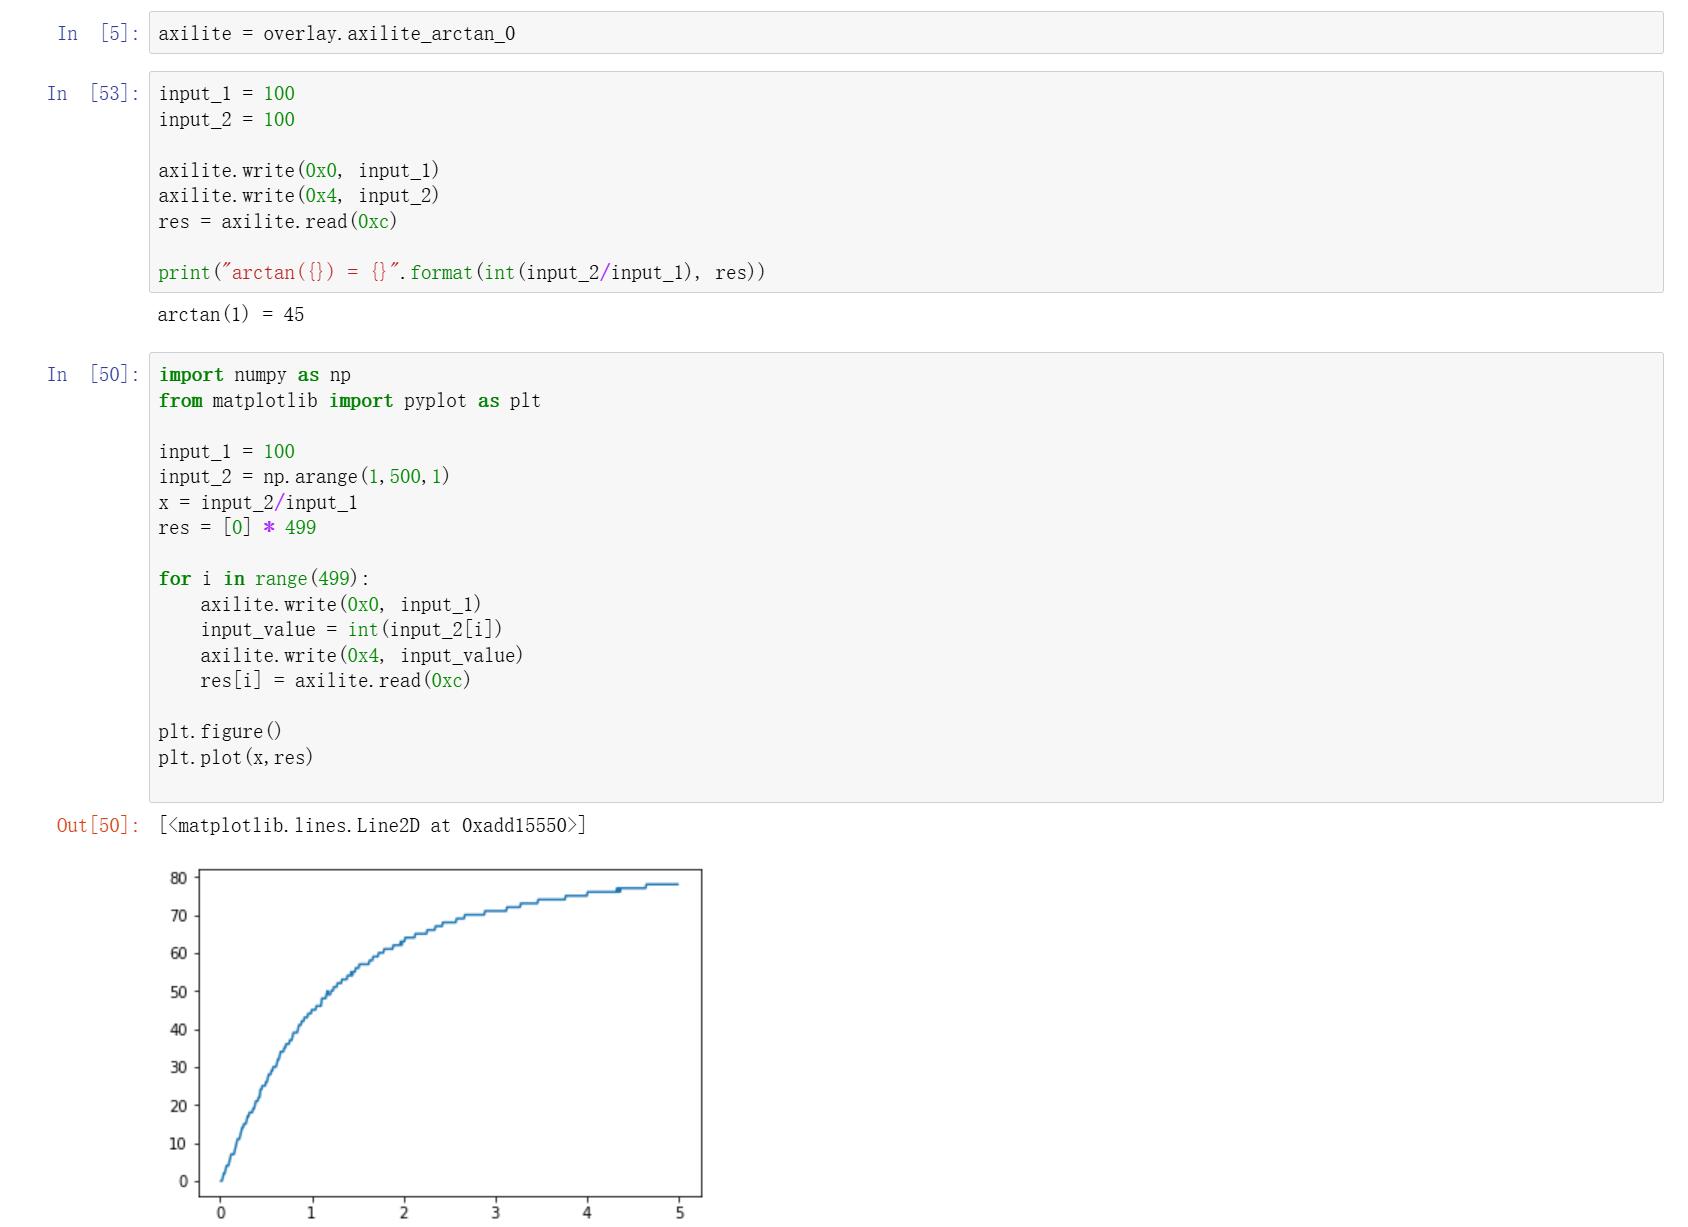 In [5]: axilite = overlay.axilite_arctan_0
In [53]: input_1 = 100
input_2 = 100
axilite.write(0x0, input_1)
axilite.write(0x4, input_2)
res = axilite.read(0xc)
print("arctan({}) = {}".format(int(input_2/input_1), res))
arctan(1) = 45
In [50]: import numpy as np
from matplotlib import pyplot as plt
input_1 = 100
input_2 = np.arange(1,500,1)
x = input_2/input_1
res = [0] * 499
for i in range(499):
    axilite.write(0x0, input_1)
    input_value = int(input_2[i])
    axilite.write(0x4, input_value)
    res[i] = axilite.read(0xc)
plt.figure()
plt.plot(x,res)
Out[50]: [<matplotlib.lines.Line2D at 0xadd15550>]
80
70
60
50
40
30
20
10
0
0 1 2 3 4 5